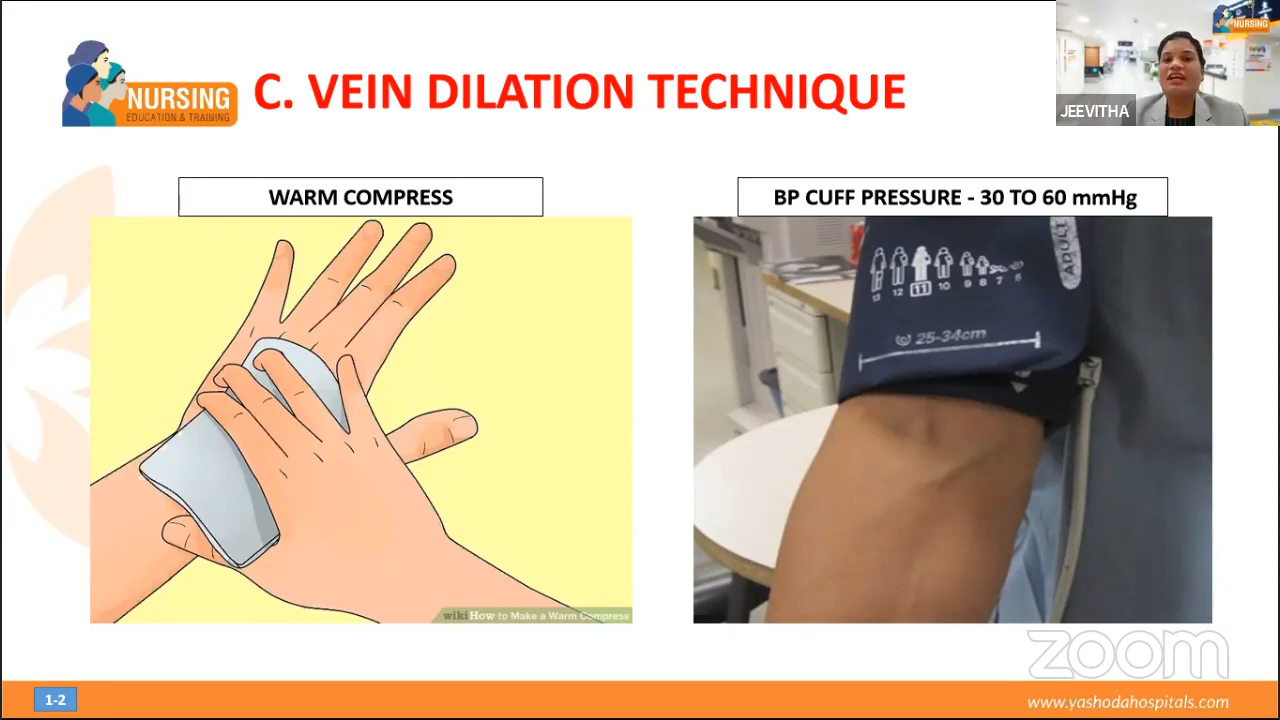 NURSING
EDUCATION & TRAINING
C. VEIN DILATION TECHNIQUE
NURSING
JEEVITHA
WARM COMPRESS
BP CUFF PRESSURE - 30 TO 60 mmHg
ADULT
13 12 11 10 9 8 7 6
25-34cm
wikiHow to Make a Warm Compress
zoom
1-2
www.yashodahospitals.com